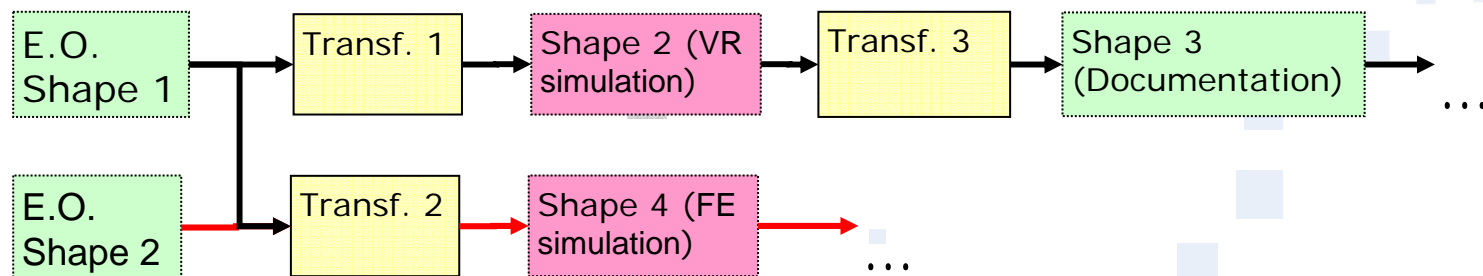 E.O.
Shape 1
Transf. 1
Shape 2 (VR
simulation)
Transf. 3
Shape 3
(Documentation)
...
E.O.
Shape 2
Transf. 2
Shape 4 (FE
simulation)
...